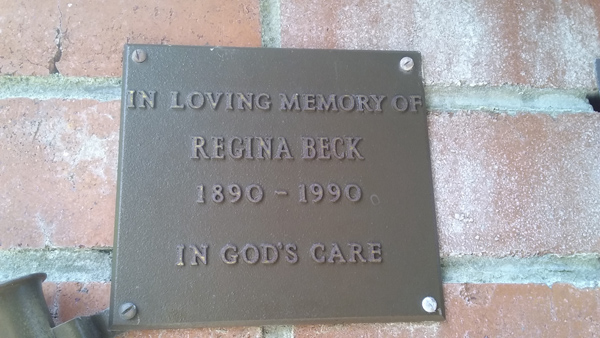 IN LOVING MEMORY OF
REGINA BECK
1890 - 1990
IN GOD'S CARE